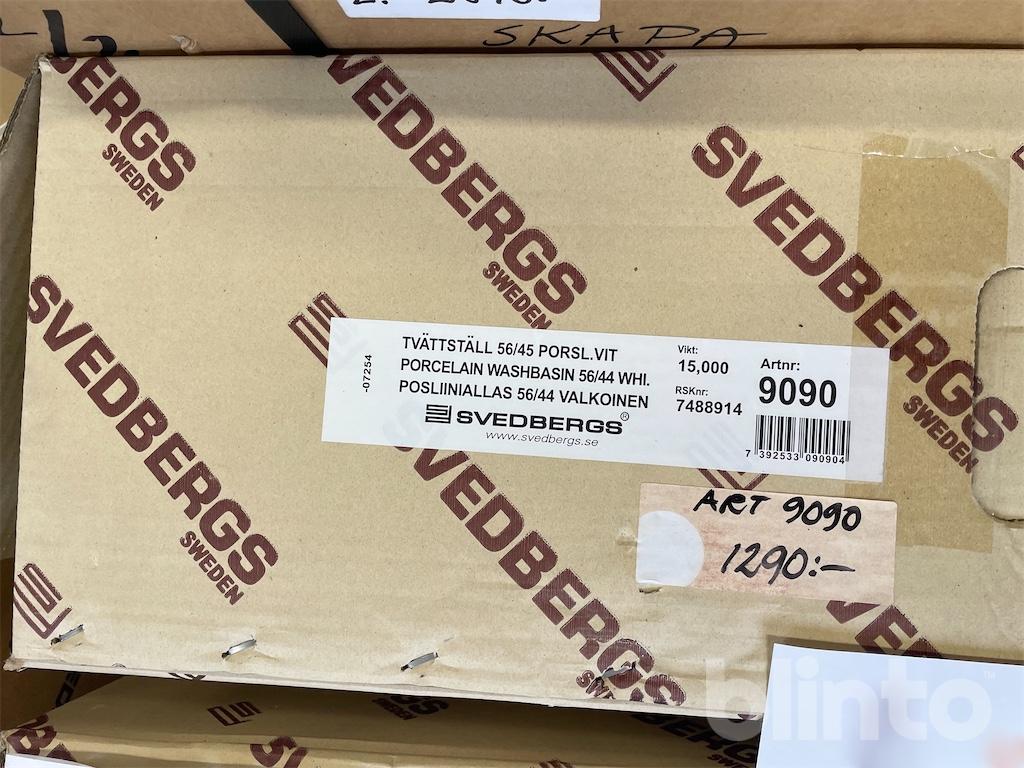 SKAPA
SVEDBERGS
SWEDEN
SVEDBERGS
SWEDEN
SVEDBERGS
SWEDEN
TVÄTTSTÄLL 56/45 PORSL.VIT
PORCELAIN WASHBASIN 56/44 WHI.
POSLIINIALLAS 56/44 VALKOINEN
SVEDBERGS®
www.svedbergs.se
-07254
Vikt:
15,000
RSKnr:
7488914
Artnr:
9090
7 392533 090904
SVEDBERGS
SWEDEN
SVEDBERGS
ART 9090
1290:-
blinto